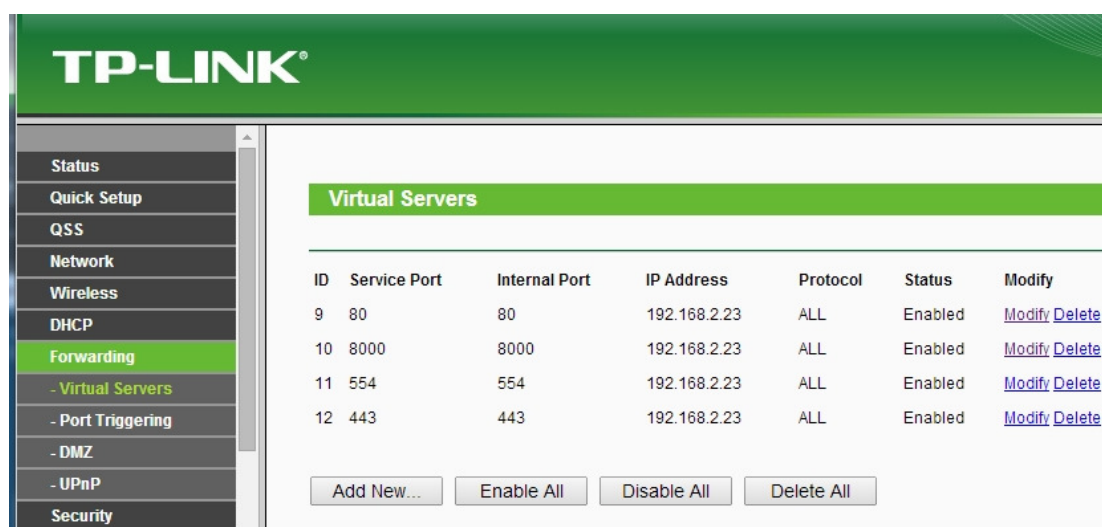 TP-LINK®
Status
Quick Setup
QSS
Network
Wireless
DHCP
Forwarding
- Virtual Servers
- Port Triggering
- DMZ
- UPnP
Security
Virtual Servers
ID Service Port Internal Port IP Address Protocol Status Modify
9 80 80 192.168.2.23 ALL Enabled Modify Delete
10 8000 8000 192.168.2.23 ALL Enabled Modify Delete
11 554 554 192.168.2.23 ALL Enabled Modify Delete
12 443 443 192.168.2.23 ALL Enabled Modify Delete
Add New... Enable All Disable All Delete All